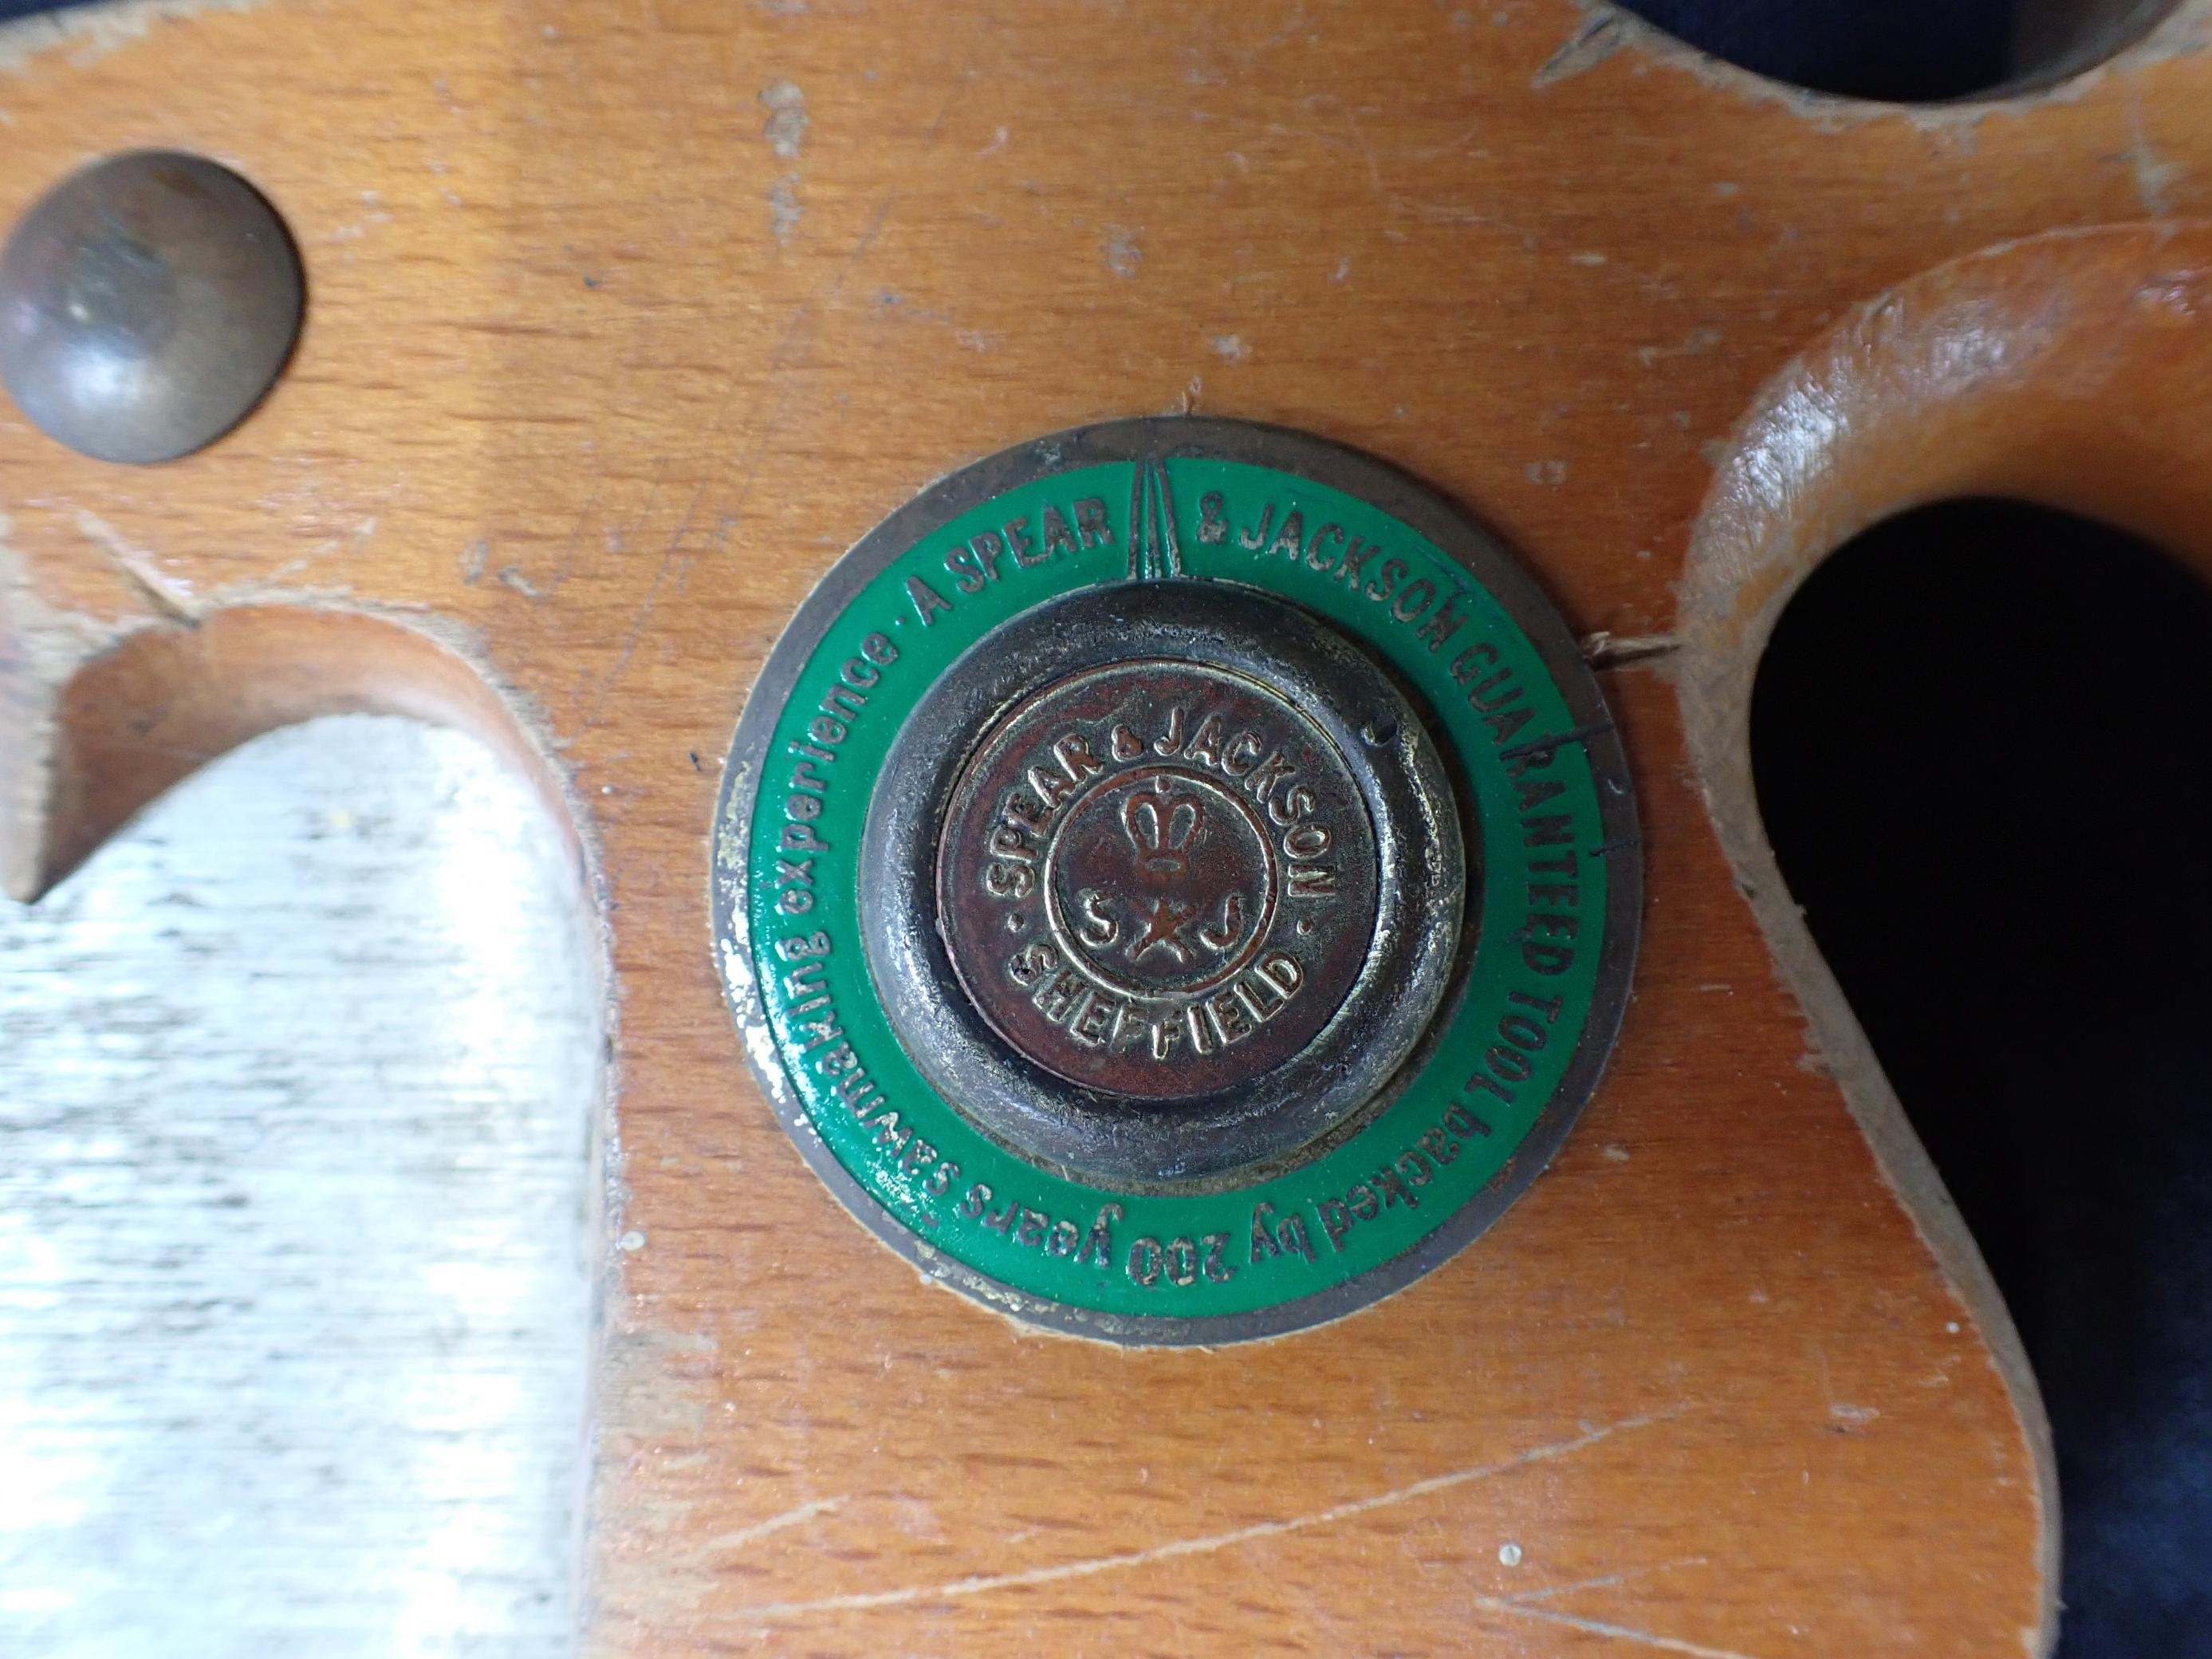 A SPEAR & JACKSON GUARANTEED TOOL backed by 200 years sawmaking experience ·
SPEAR & JACKSON
S J
· SHEFFIELD ·